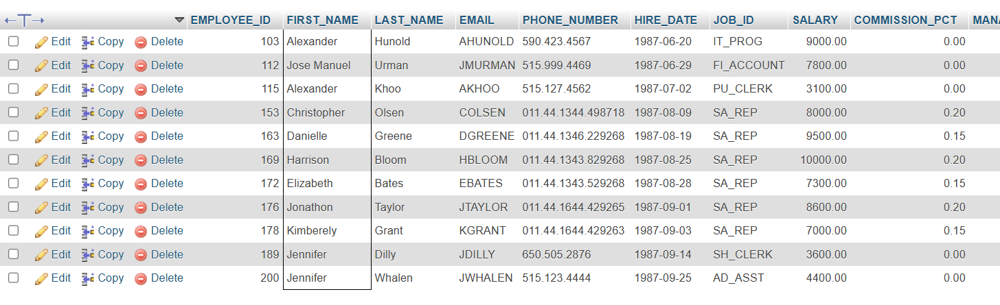 EMPLOYEE_ID FIRST_NAME LAST_NAME EMAIL PHONE_NUMBER HIRE_DATE JOB_ID SALARY COMMISSION_PCT MANA
Edit Copy Delete 103 Alexander Hunold AHUNOLD 590.423.4567 1987-06-20 IT_PROG 9000.00 0.00
Edit Copy Delete 112 Jose Manuel Urman JMURMAN 515.999.4469 1987-06-29 FI_ACCOUNT 7800.00 0.00
Edit Copy Delete 115 Alexander Khoo AKHOO 515.127.4562 1987-07-02 PU_CLERK 3100.00 0.00
Edit Copy Delete 153 Christopher Olsen COLSEN 011.44.1344.498718 1987-08-09 SA_REP 8000.00 0.20
Edit Copy Delete 163 Danielle Greene DGREENE 011.44.1346.229268 1987-08-19 SA_REP 9500.00 0.15
Edit Copy Delete 169 Harrison Bloom HBLOOM 011.44.1343.829268 1987-08-25 SA_REP 10000.00 0.20
Edit Copy Delete 172 Elizabeth Bates EBATES 011.44.1343.529268 1987-08-28 SA_REP 7300.00 0.15
Edit Copy Delete 176 Jonathon Taylor JTAYLOR 011.44.1644.429265 1987-09-01 SA_REP 8600.00 0.20
Edit Copy Delete 178 Kimberely Grant KGRANT 011.44.1644.429263 1987-09-03 SA_REP 7000.00 0.15
Edit Copy Delete 189 Jennifer Dilly JDILLY 650.505.2876 1987-09-14 SH_CLERK 3600.00 0.00
Edit Copy Delete 200 Jennifer Whalen JWHALEN 515.123.4444 1987-09-25 AD_ASST 4400.00 0.00